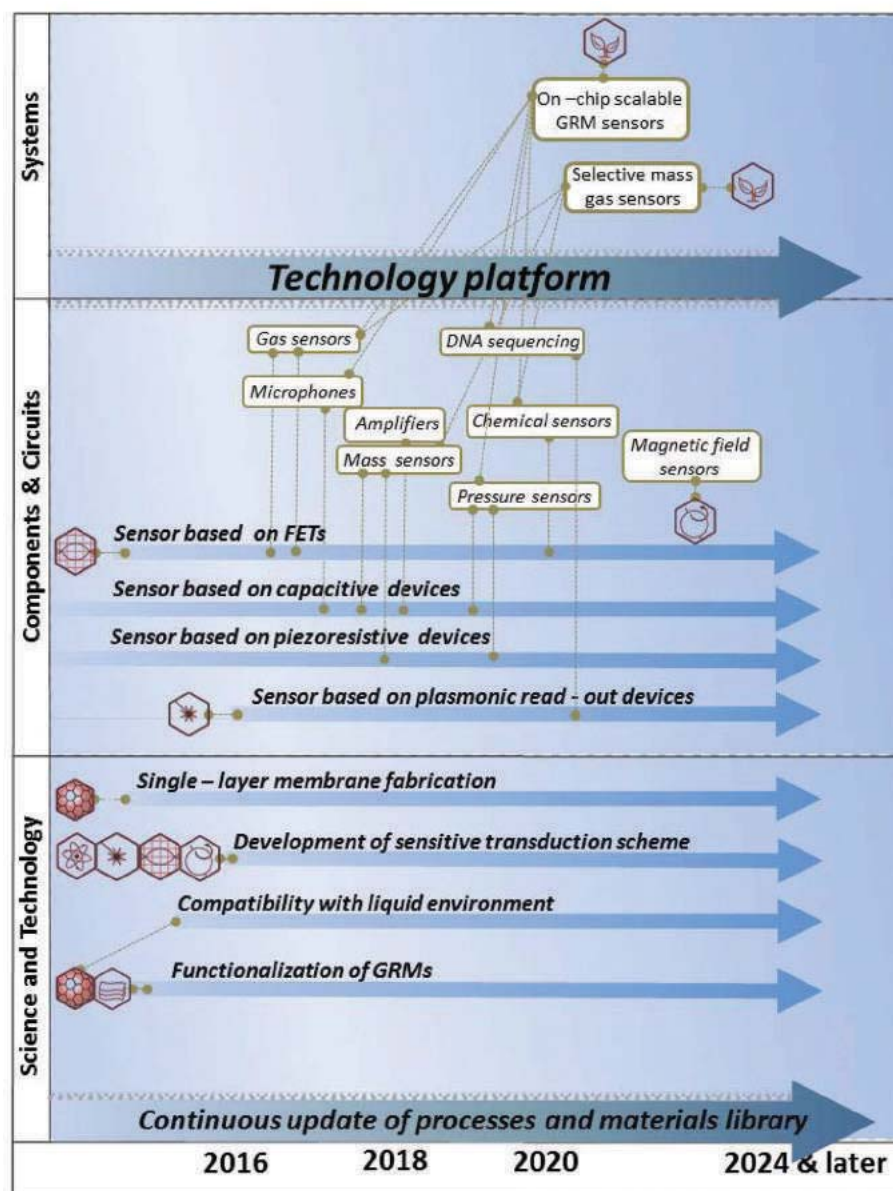 Systems
On –chip scalable
GRM sensors
Selective mass
gas sensors
Technology platform
Components & Circuits
Gas sensors
DNA sequencing
Microphones
Amplifiers
Chemical sensors
Mass sensors
Magnetic field
sensors
Pressure sensors
Sensor based on FETs
Sensor based on capacitive devices
Sensor based on piezoresistive devices
Sensor based on plasmonic read - out devices
Science and Technology
Single – layer membrane fabrication
Development of sensitive transduction scheme
Compatibility with liquid environment
Functionalization of GRMs
Continuous update of processes and materials library
2016 2018 2020 2024 & later